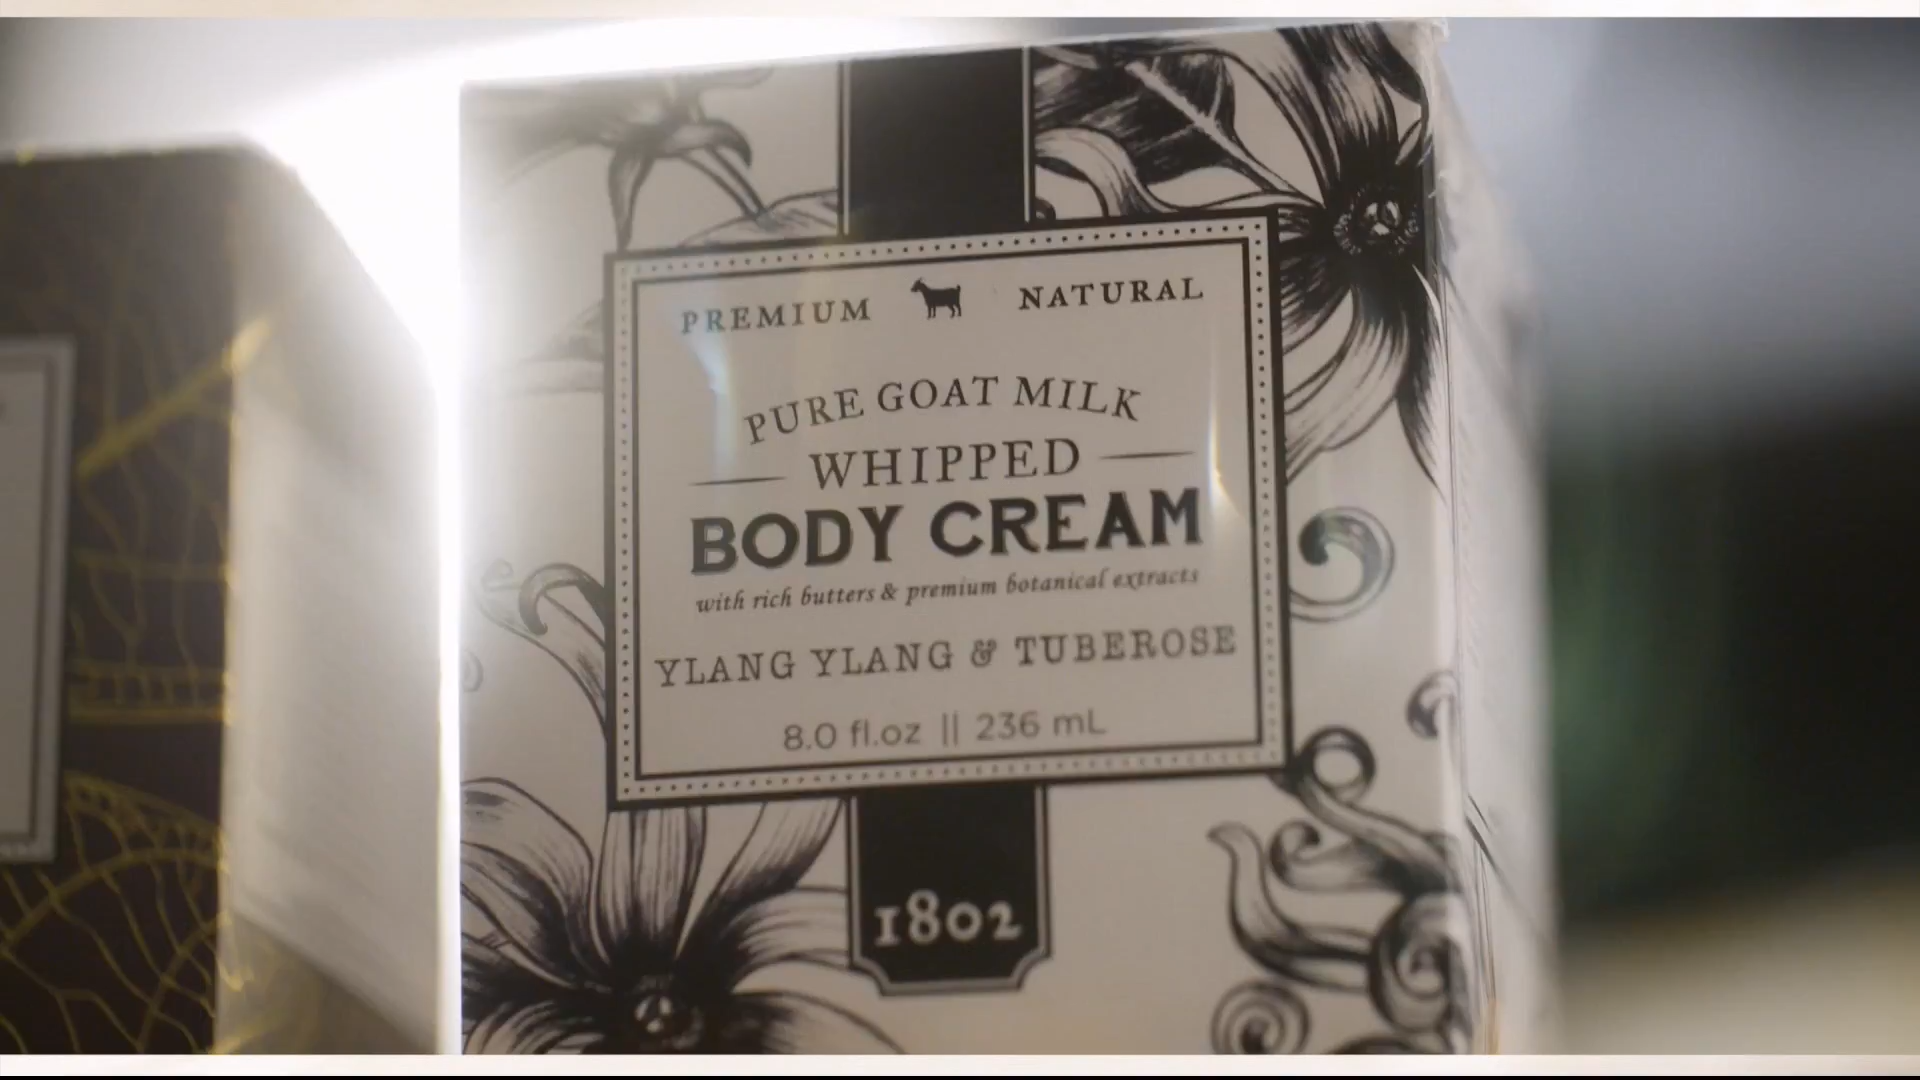 PREMIUM NATURAL
PURE GOAT MILK
WHIPPED
BODY CREAM
with rich butters & premium botanical extracts
YLANG YLANG & TUBEROSE
8.0 fl.oz || 236 mL
1802